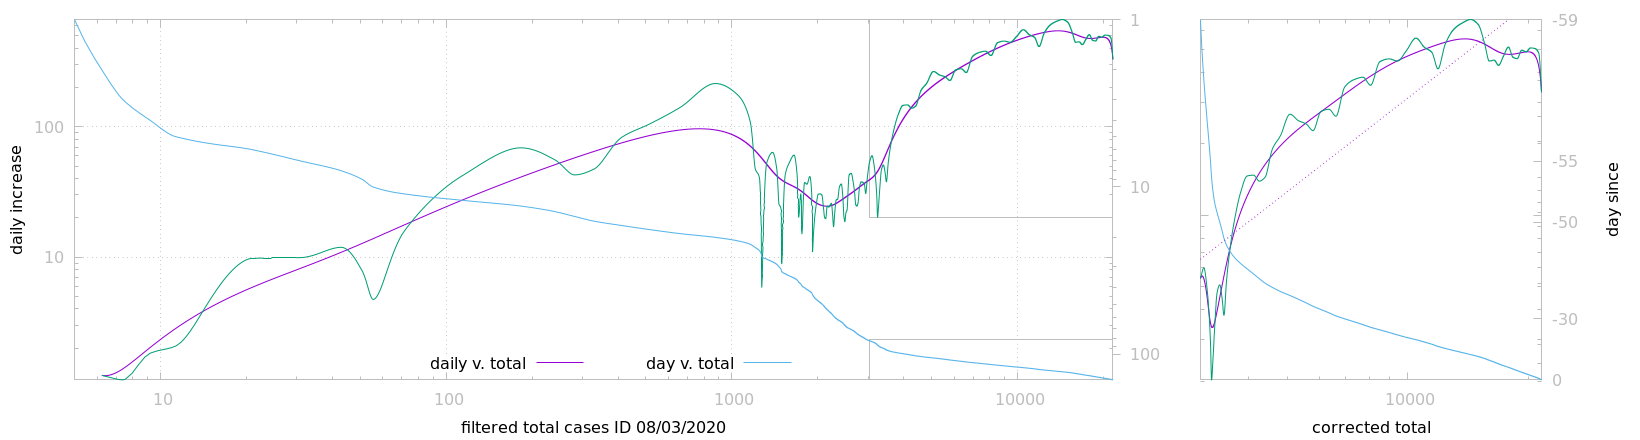 daily increase
100
10
daily v. total
day v. total
10
100
1000
10000
filtered total cases ID 08/03/2020
1
10
100
10000
corrected total
-59
-55
-50
-30
0
day since